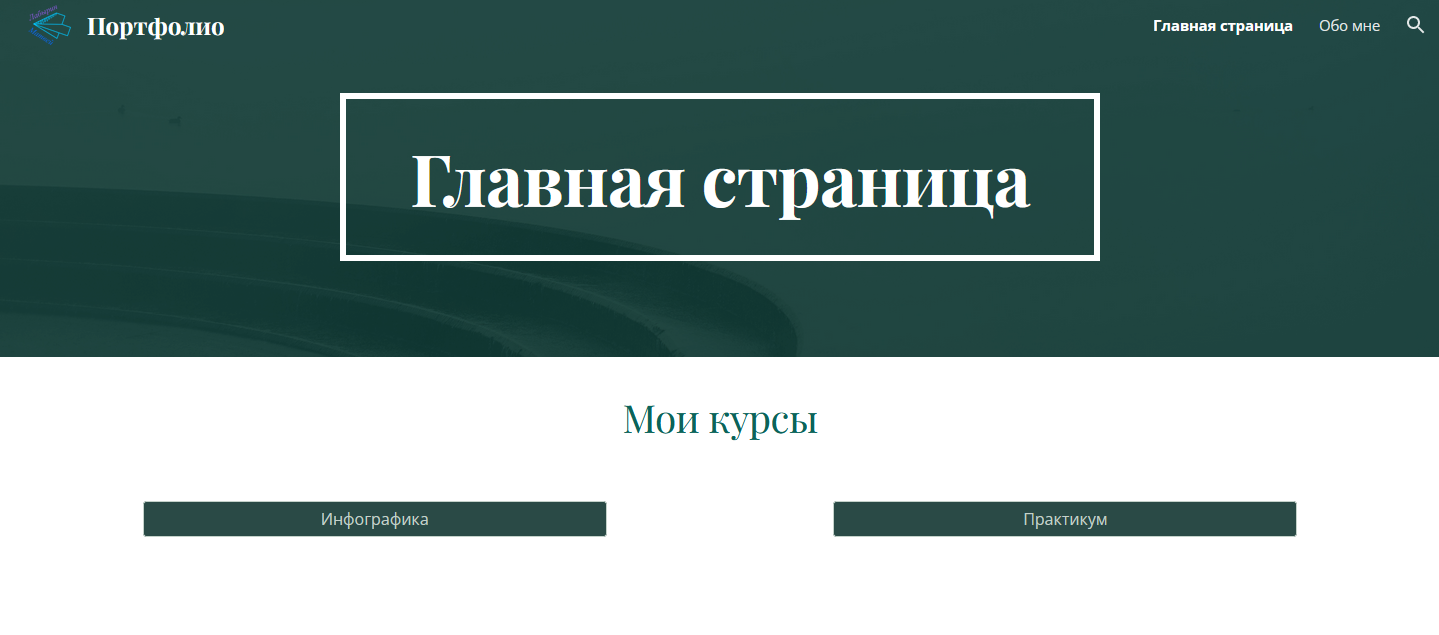 Портфолио
Главная страница
Обо мне
Главная страница
Мои курсы
Инфографика
Практикум